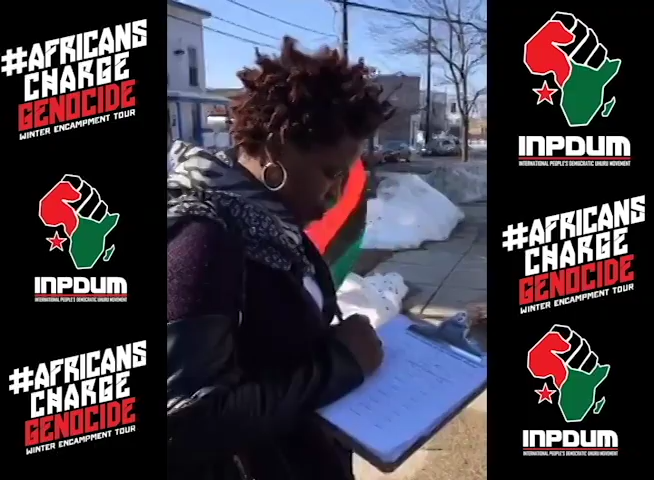 #AFRICANS
CHARGE
GENOCIDE
WINTER ENCAMPMENT TOUR
INPDUM
INTERNATIONAL PEOPLE'S DEMOCRATIC UHURU MOVEMENT
#AFRICANS
CHARGE
GENOCIDE
WINTER ENCAMPMENT TOUR
INPDUM
INTERNATIONAL PEOPLE'S DEMOCRATIC UHURU MOVEMENT
#AFRICANS
CHARGE
GENOCIDE
WINTER ENCAMPMENT TOUR
INPDUM
INTERNATIONAL PEOPLE'S DEMOCRATIC UHURU MOVEMENT